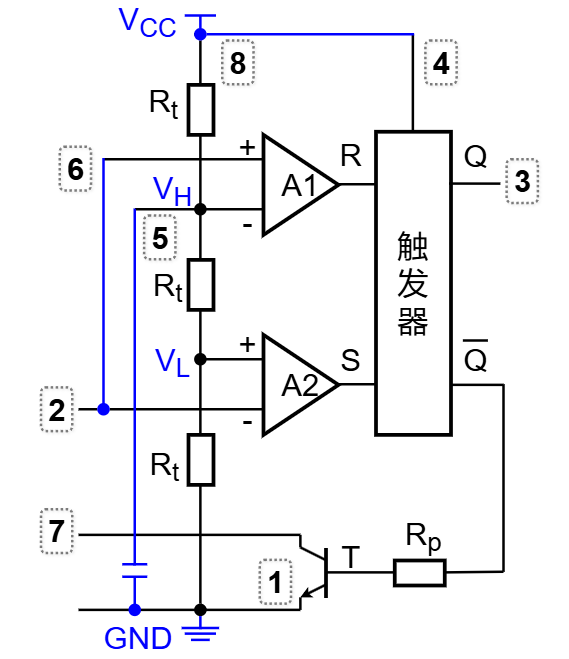 VCC
8
4
Rt
6
+
A1
R
Q
3
VH
5
-
触
发
器
Rt
VL
+
A2
S
Q̅
2
-
Rt
7
Rp
T
1
GND